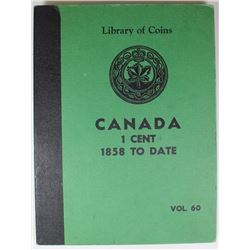 Library of Coins
CANADA
1 CENT
1858 TO DATE
VOL. 60